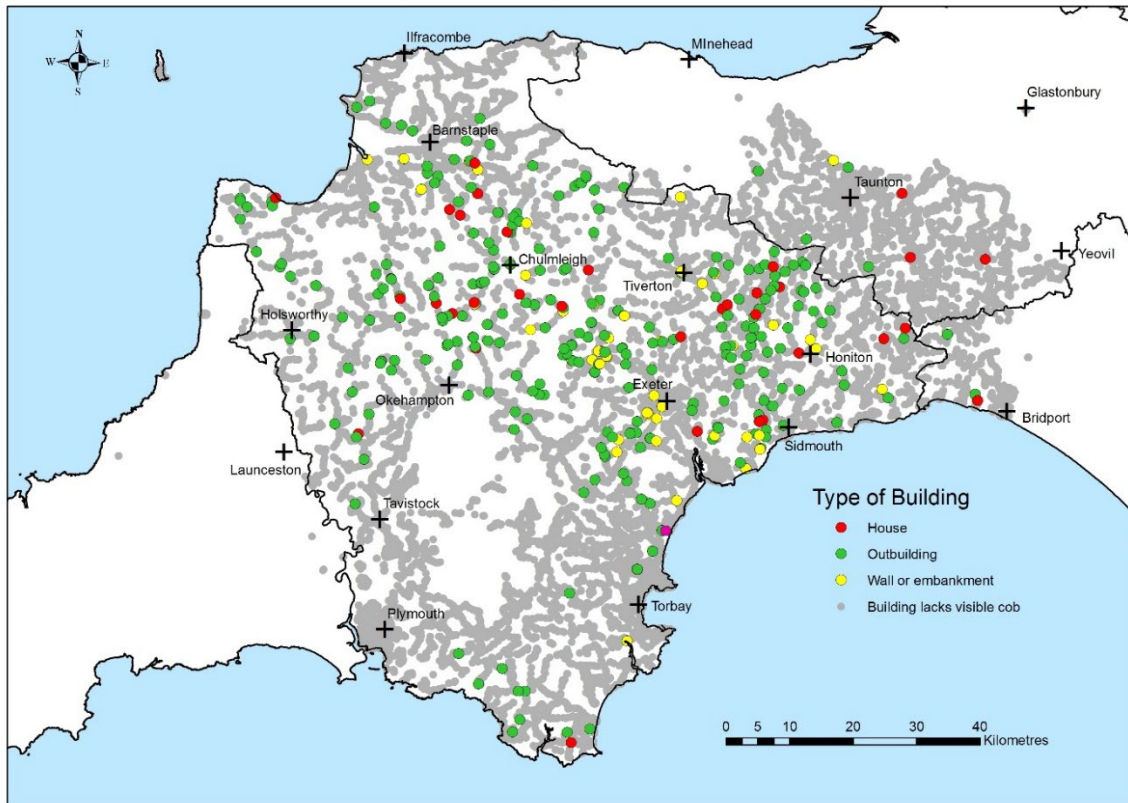 Ilfracombe
MInehead
N
W
E
S
Glastonbury
Barnstaple
Taunton
Yeovil
Chulmleigh
Tiverton
Holsworthy
Honiton
Okehampton
Exeter
Bridport
Sidmouth
Launceston
Type of Building
House
Tavistock
Outbuilding
Wall or embankment
Building lacks visible cob
Torbay
Plymouth
0 5 10 20 30 40
Kilometres